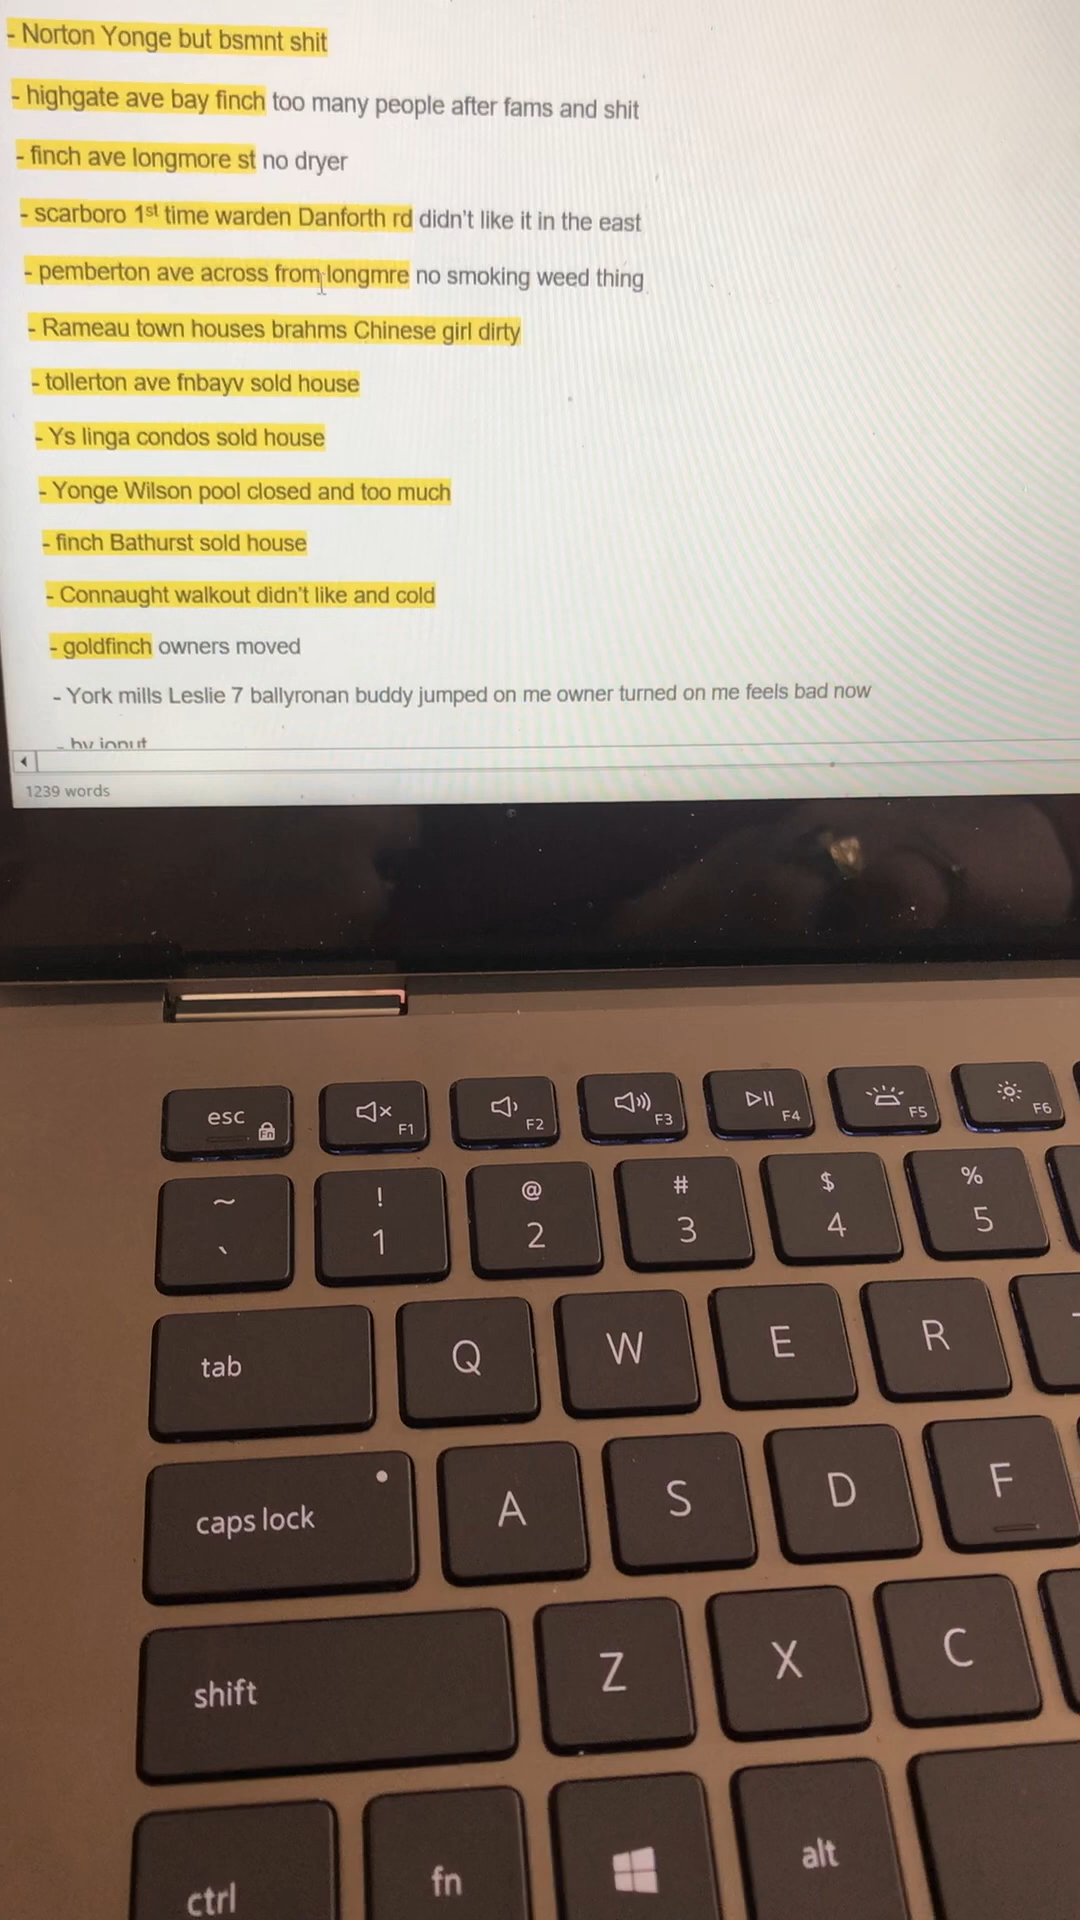 - Norton Yonge but bsmnt shit
- highgate ave bay finch too many people after fams and shit
- finch ave longmore st no dryer
- scarboro 1st time warden Danforth rd didn't like it in the east
- pemberton ave across from longmre no smoking weed thing
- Rameau town houses brahms Chinese girl dirty
- tollerton ave fnbayv sold house
- Ys linga condos sold house
- Yonge Wilson pool closed and too much
- finch Bathurst sold house
- Connaught walkout didn't like and cold
- goldfinch owners moved
- York mills Leslie 7 ballyronan buddy jumped on me owner turned on me feels bad now
- by
1239 words
esc F1 F2 F3 F4 F5 F6
~ ! @ # $ %
` 1 2 3 4 5
tab Q W E R
caps lock A S D F
shift Z X C
ctrl fn alt